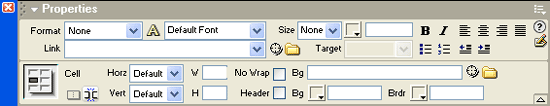 Properties
Format None Default Font Size None B I
Link Target
Cell Horz Default W No Wrap Bg
Vert Default H Header Bg Brdr